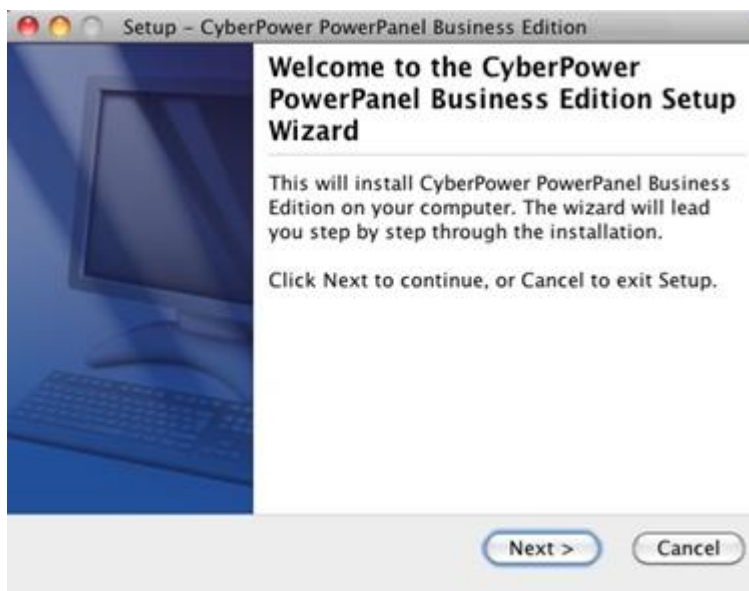 Setup – CyberPower PowerPanel Business Edition
Welcome to the CyberPower
PowerPanel Business Edition Setup
Wizard
This will install CyberPower PowerPanel Business
Edition on your computer. The wizard will lead
you step by step through the installation.
Click Next to continue, or Cancel to exit Setup.
Next >
Cancel